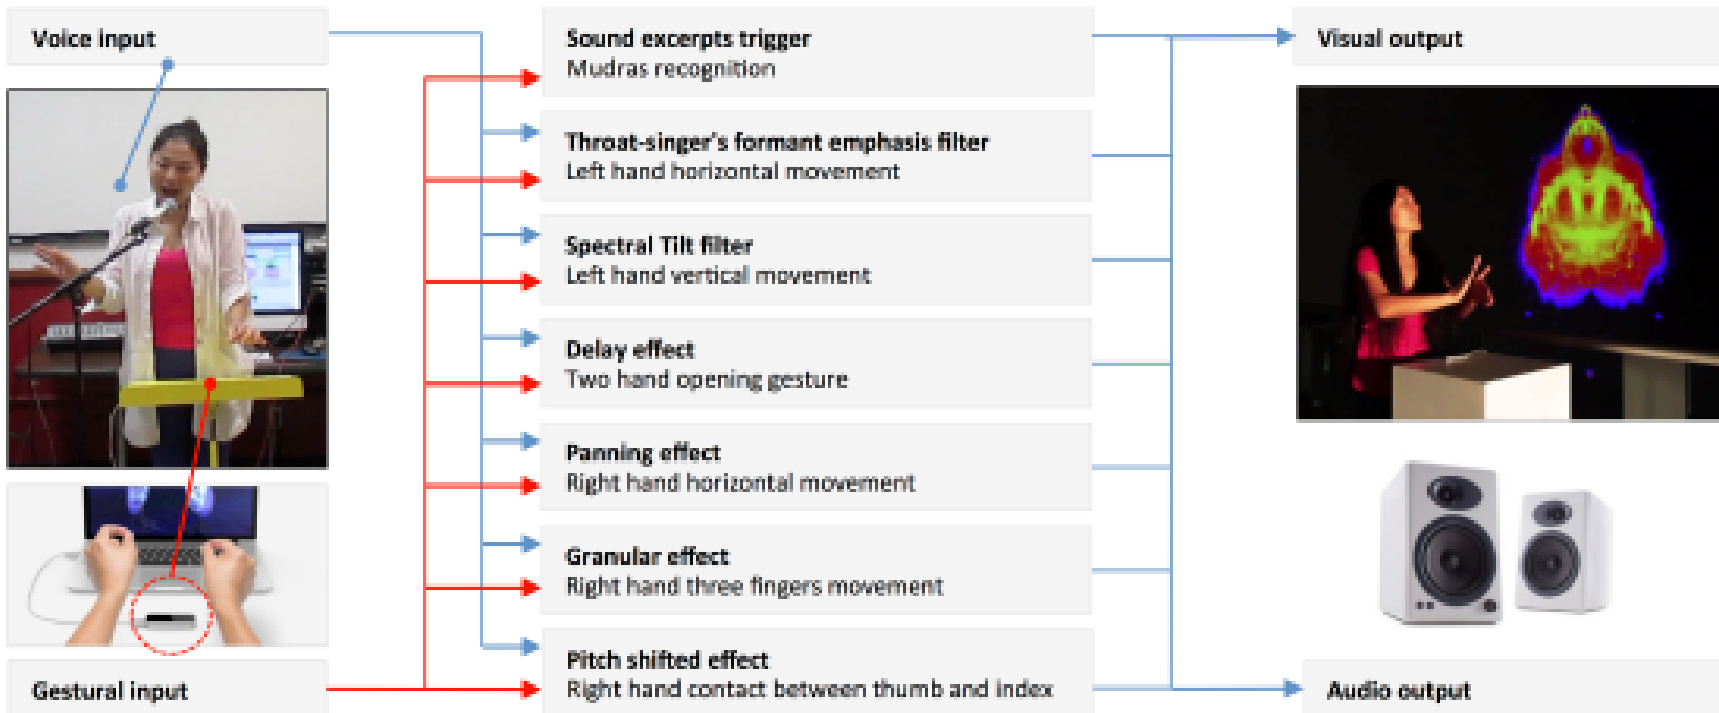 Voice input
Sound excerpts trigger
Mudras recognition
Throat-singer's formant emphasis filter
Left hand horizontal movement
Spectral Tilt filter
Left hand vertical movement
Delay effect
Two hand opening gesture
Panning effect
Right hand horizontal movement
Granular effect
Right hand three fingers movement
Pitch shifted effect
Right hand contact between thumb and index
Visual output
Gestural input
Audio output